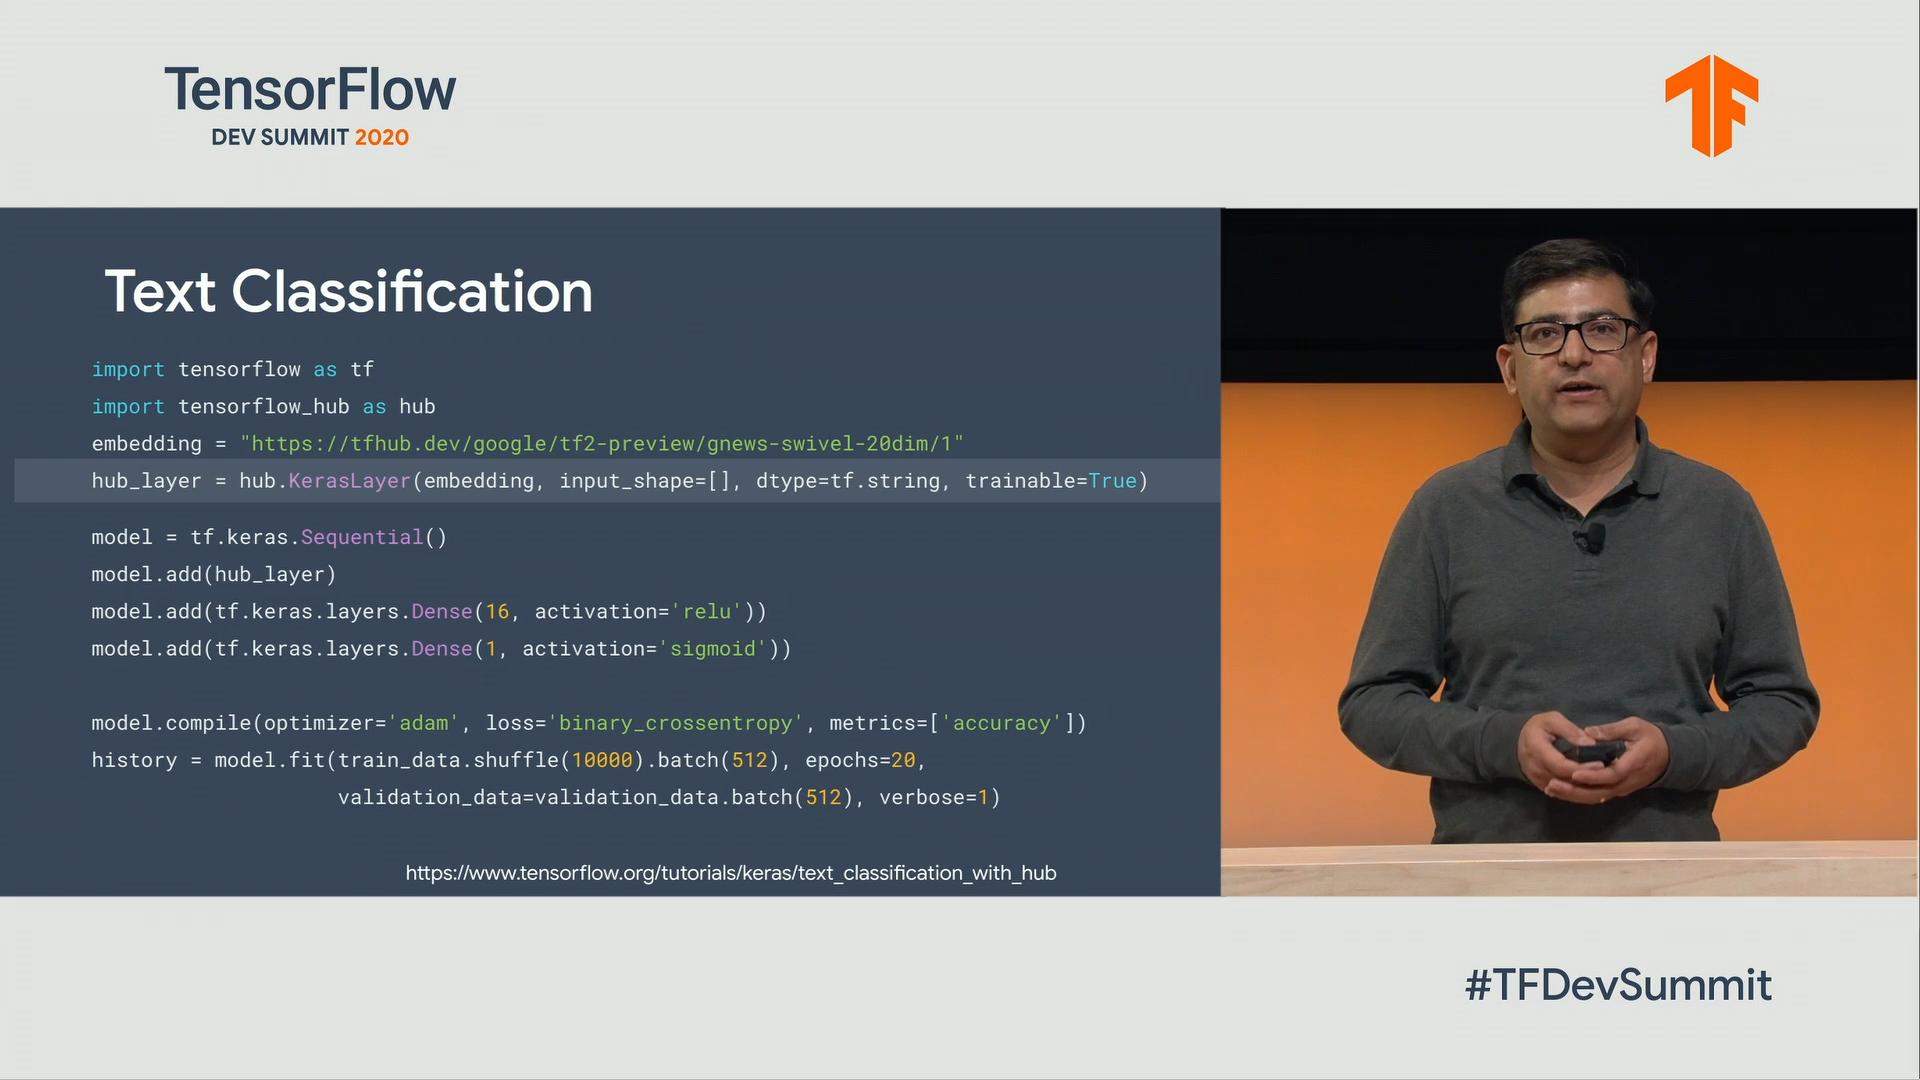 TensorFlow
DEV SUMMIT 2020
Text Classification
import tensorflow as tf
import tensorflow_hub as hub
embedding = "https://tfhub.dev/google/tf2-preview/gnews-swivel-20dim/1"
hub_layer = hub.KerasLayer(embedding, input_shape=[], dtype=tf.string, trainable=True)
model = tf.keras.Sequential()
model.add(hub_layer)
model.add(tf.keras.layers.Dense(16, activation='relu'))
model.add(tf.keras.layers.Dense(1, activation='sigmoid'))
model.compile(optimizer='adam', loss='binary_crossentropy', metrics=['accuracy'])
history = model.fit(train_data.shuffle(10000).batch(512), epochs=20,
validation_data=validation_data.batch(512), verbose=1)
https://www.tensorflow.org/tutorials/keras/text_classification_with_hub
#TFDevSummit